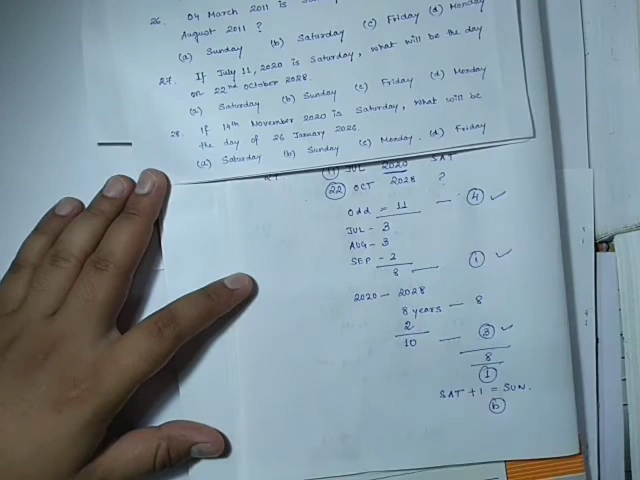 26. 04 March 2011 is
August 2011 ?
(a) Sunday (b) Saturday (c) Friday (d) Monday
27. If July 11, 2020 is Saturday, what will be the day
on 22nd October 2028.
(a) Saturday (b) Sunday (c) Friday (d) Monday
28. If 14th November 2020 is Saturday, what will be
the day of 26 January 2026.
(a) Saturday (b) Sunday (c) Monday. (d) Friday
11 JUL 2020 SAT
22 OCT 2028 ?
Odd = 11 — 4 ✓
JUL - 3
AUG - 3
SEP - 2
8 — 1 ✓
2020 - 2028
8 years — 8
2
10 — 3 ✓
8
1
SAT + 1 = SUN.
b